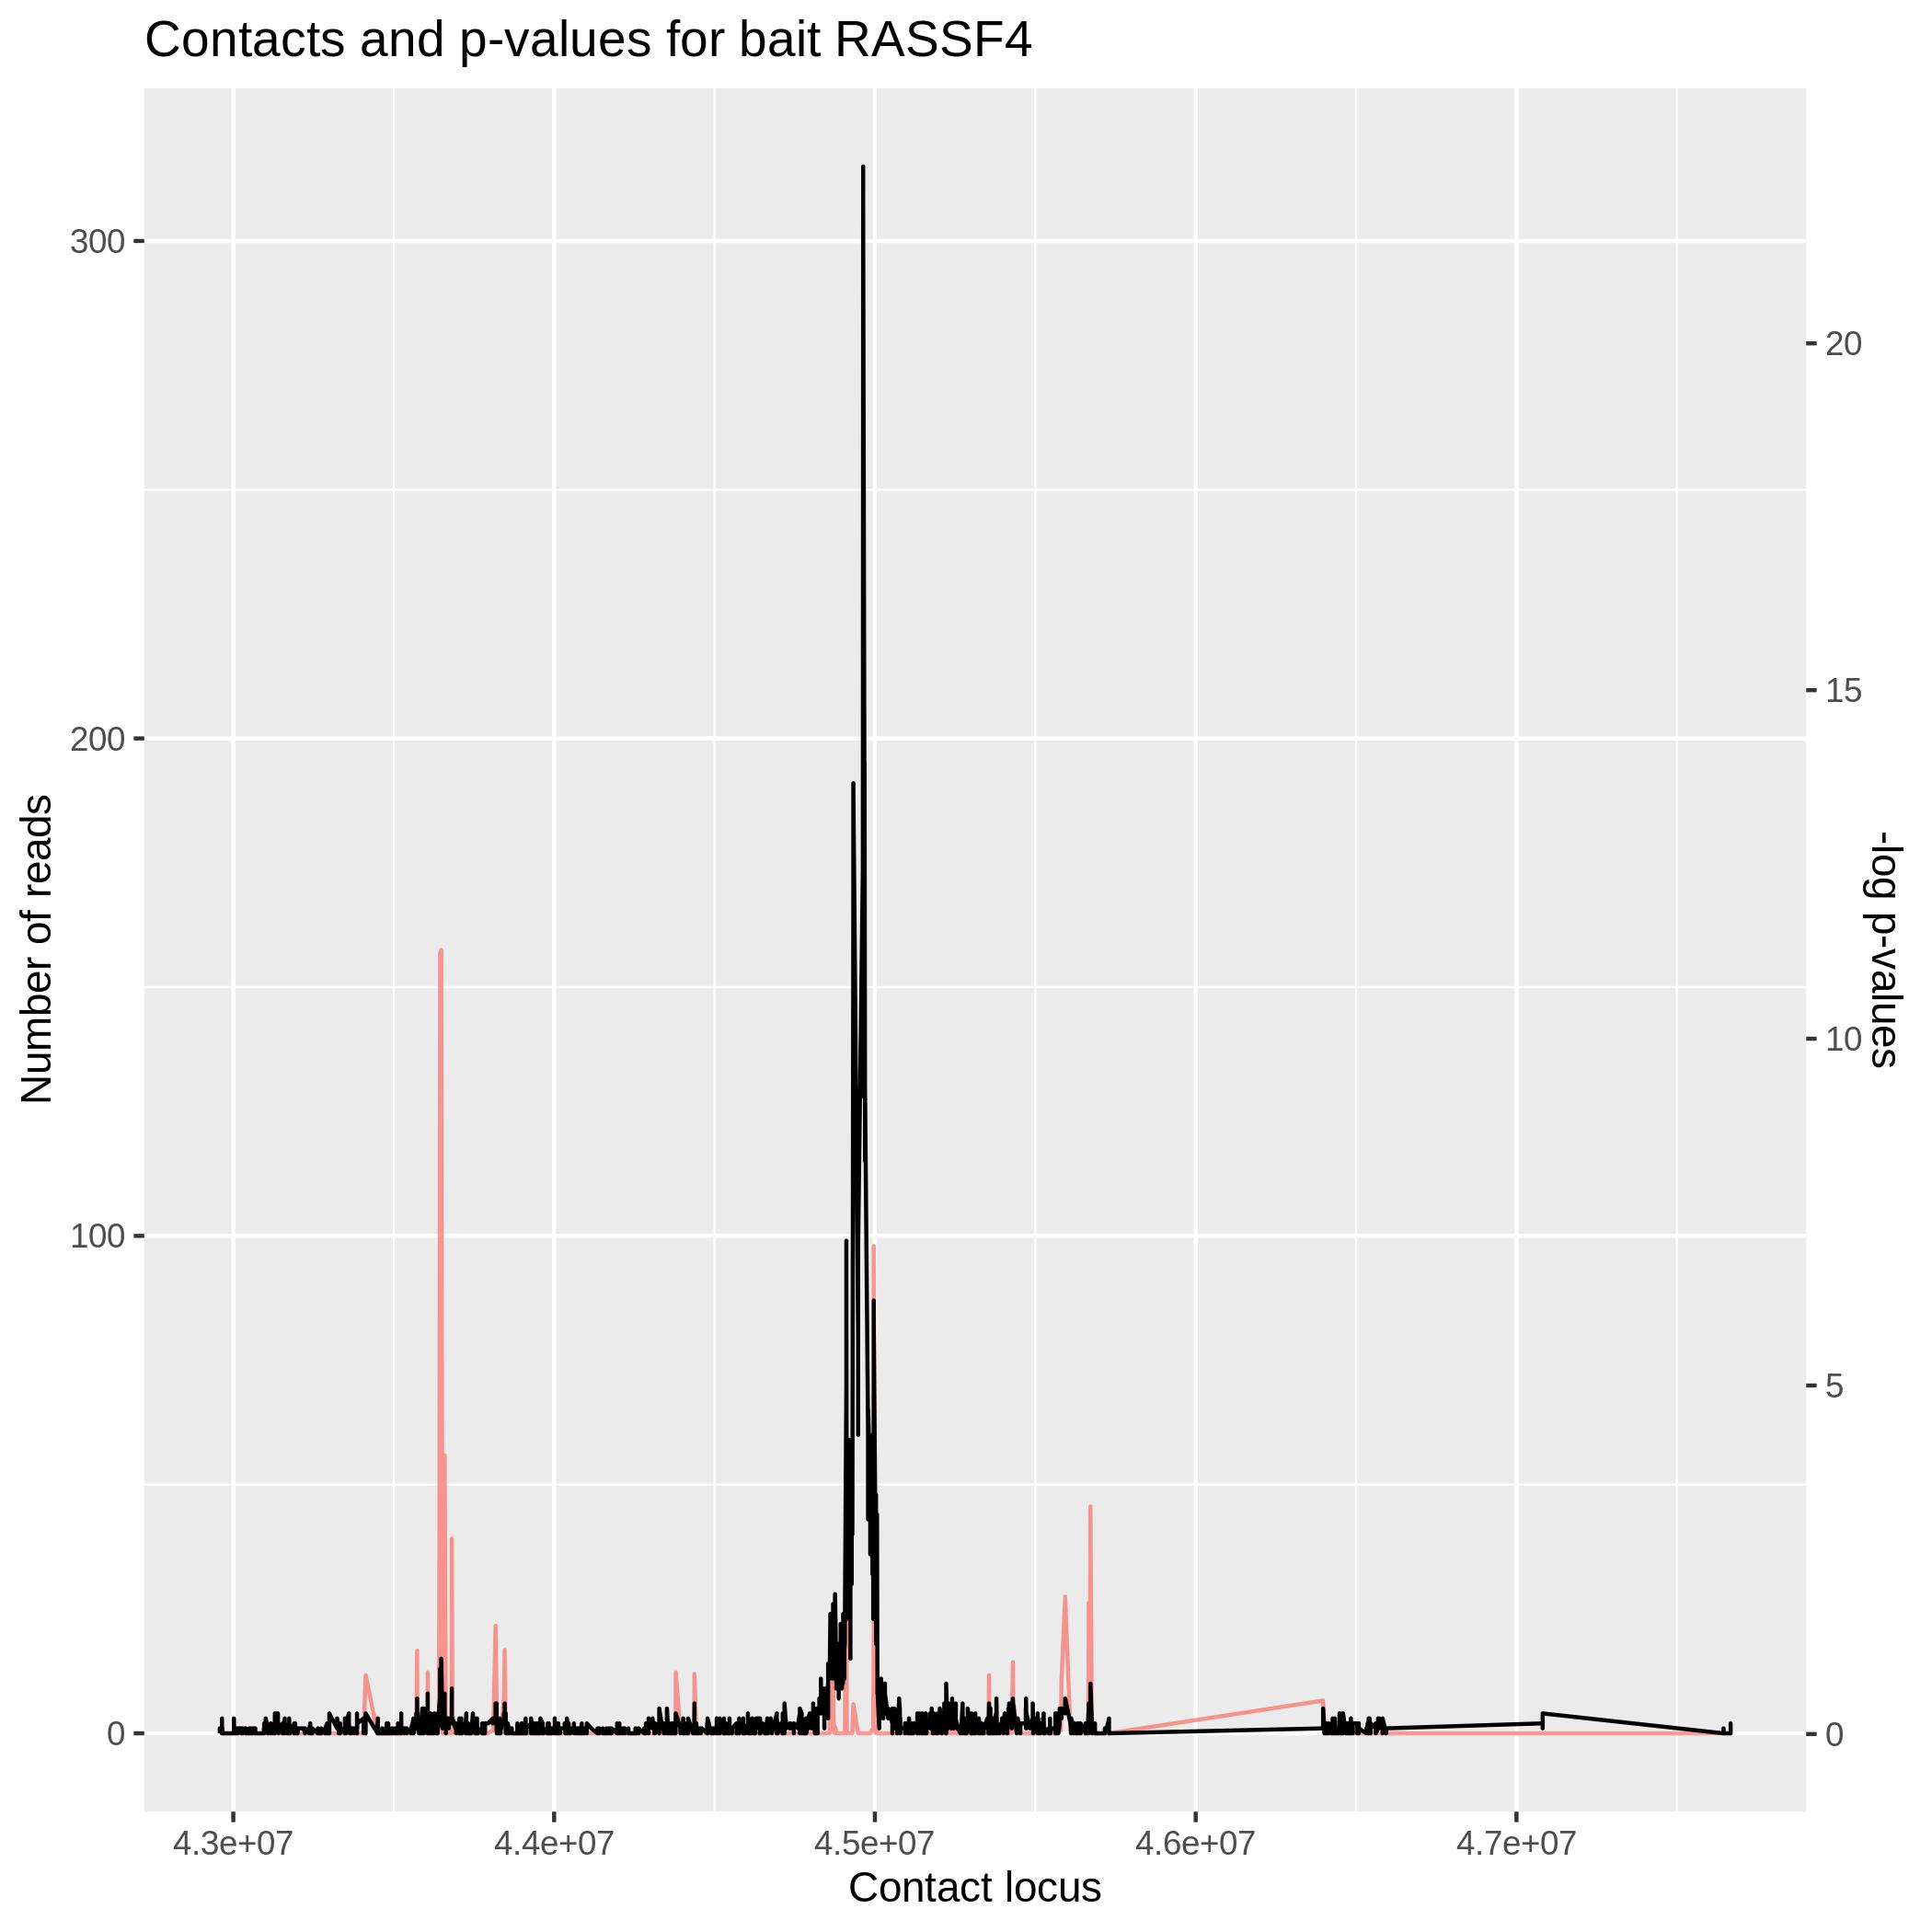 Contacts and p-values for bait RASSF4
300
200
100
0
Number of reads
20
15
10
5
0
-log p-values
4.3e+07 4.4e+07 4.5e+07 4.6e+07 4.7e+07
Contact locus